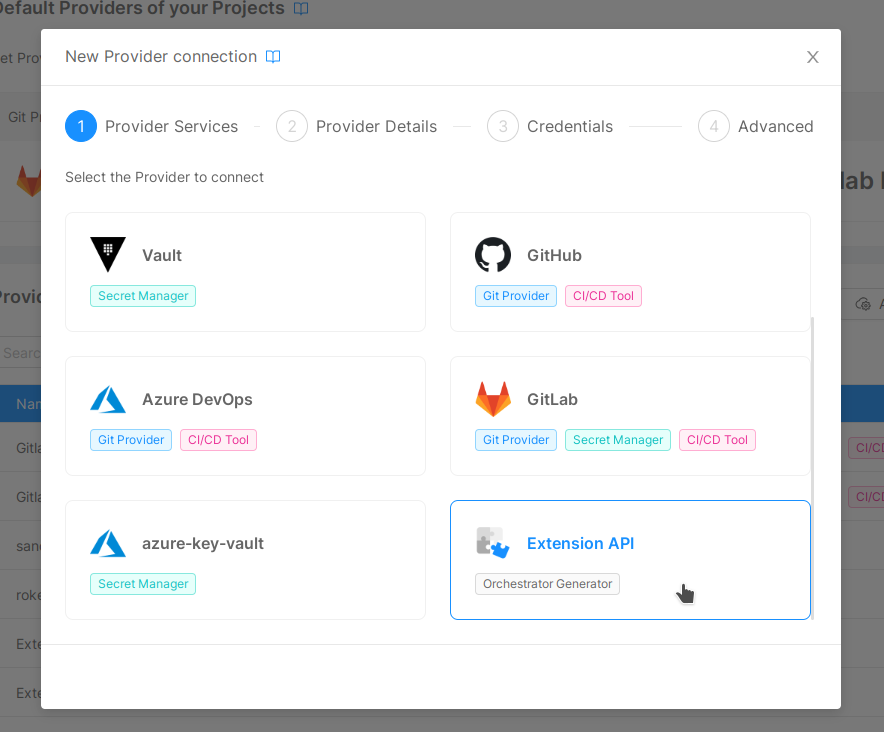 Default Providers of your Projects
New Provider connection
1 Provider Services
2 Provider Details
3 Credentials
4 Advanced
Select the Provider to connect
Vault
Secret Manager
GitHub
Git Provider CI/CD Tool
Azure DevOps
Git Provider CI/CD Tool
GitLab
Git Provider Secret Manager CI/CD Tool
azure-key-vault
Secret Manager
Extension API
Orchestrator Generator